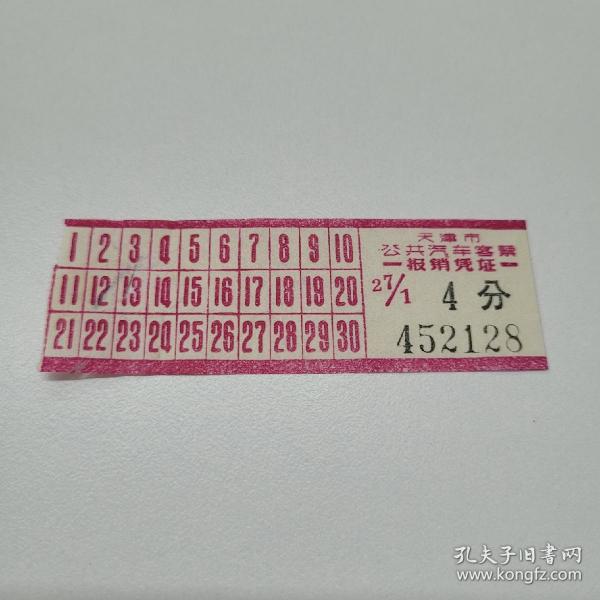 1 2 3 4 5 6 7 8 9 10
11 12 13 14 15 16 17 18 19 20
21 22 23 24 25 26 27 28 29 30
天津市
公共汽车客票
报销凭证
27/1 4分
452128
孔夫子旧书网
www.kongfz.com